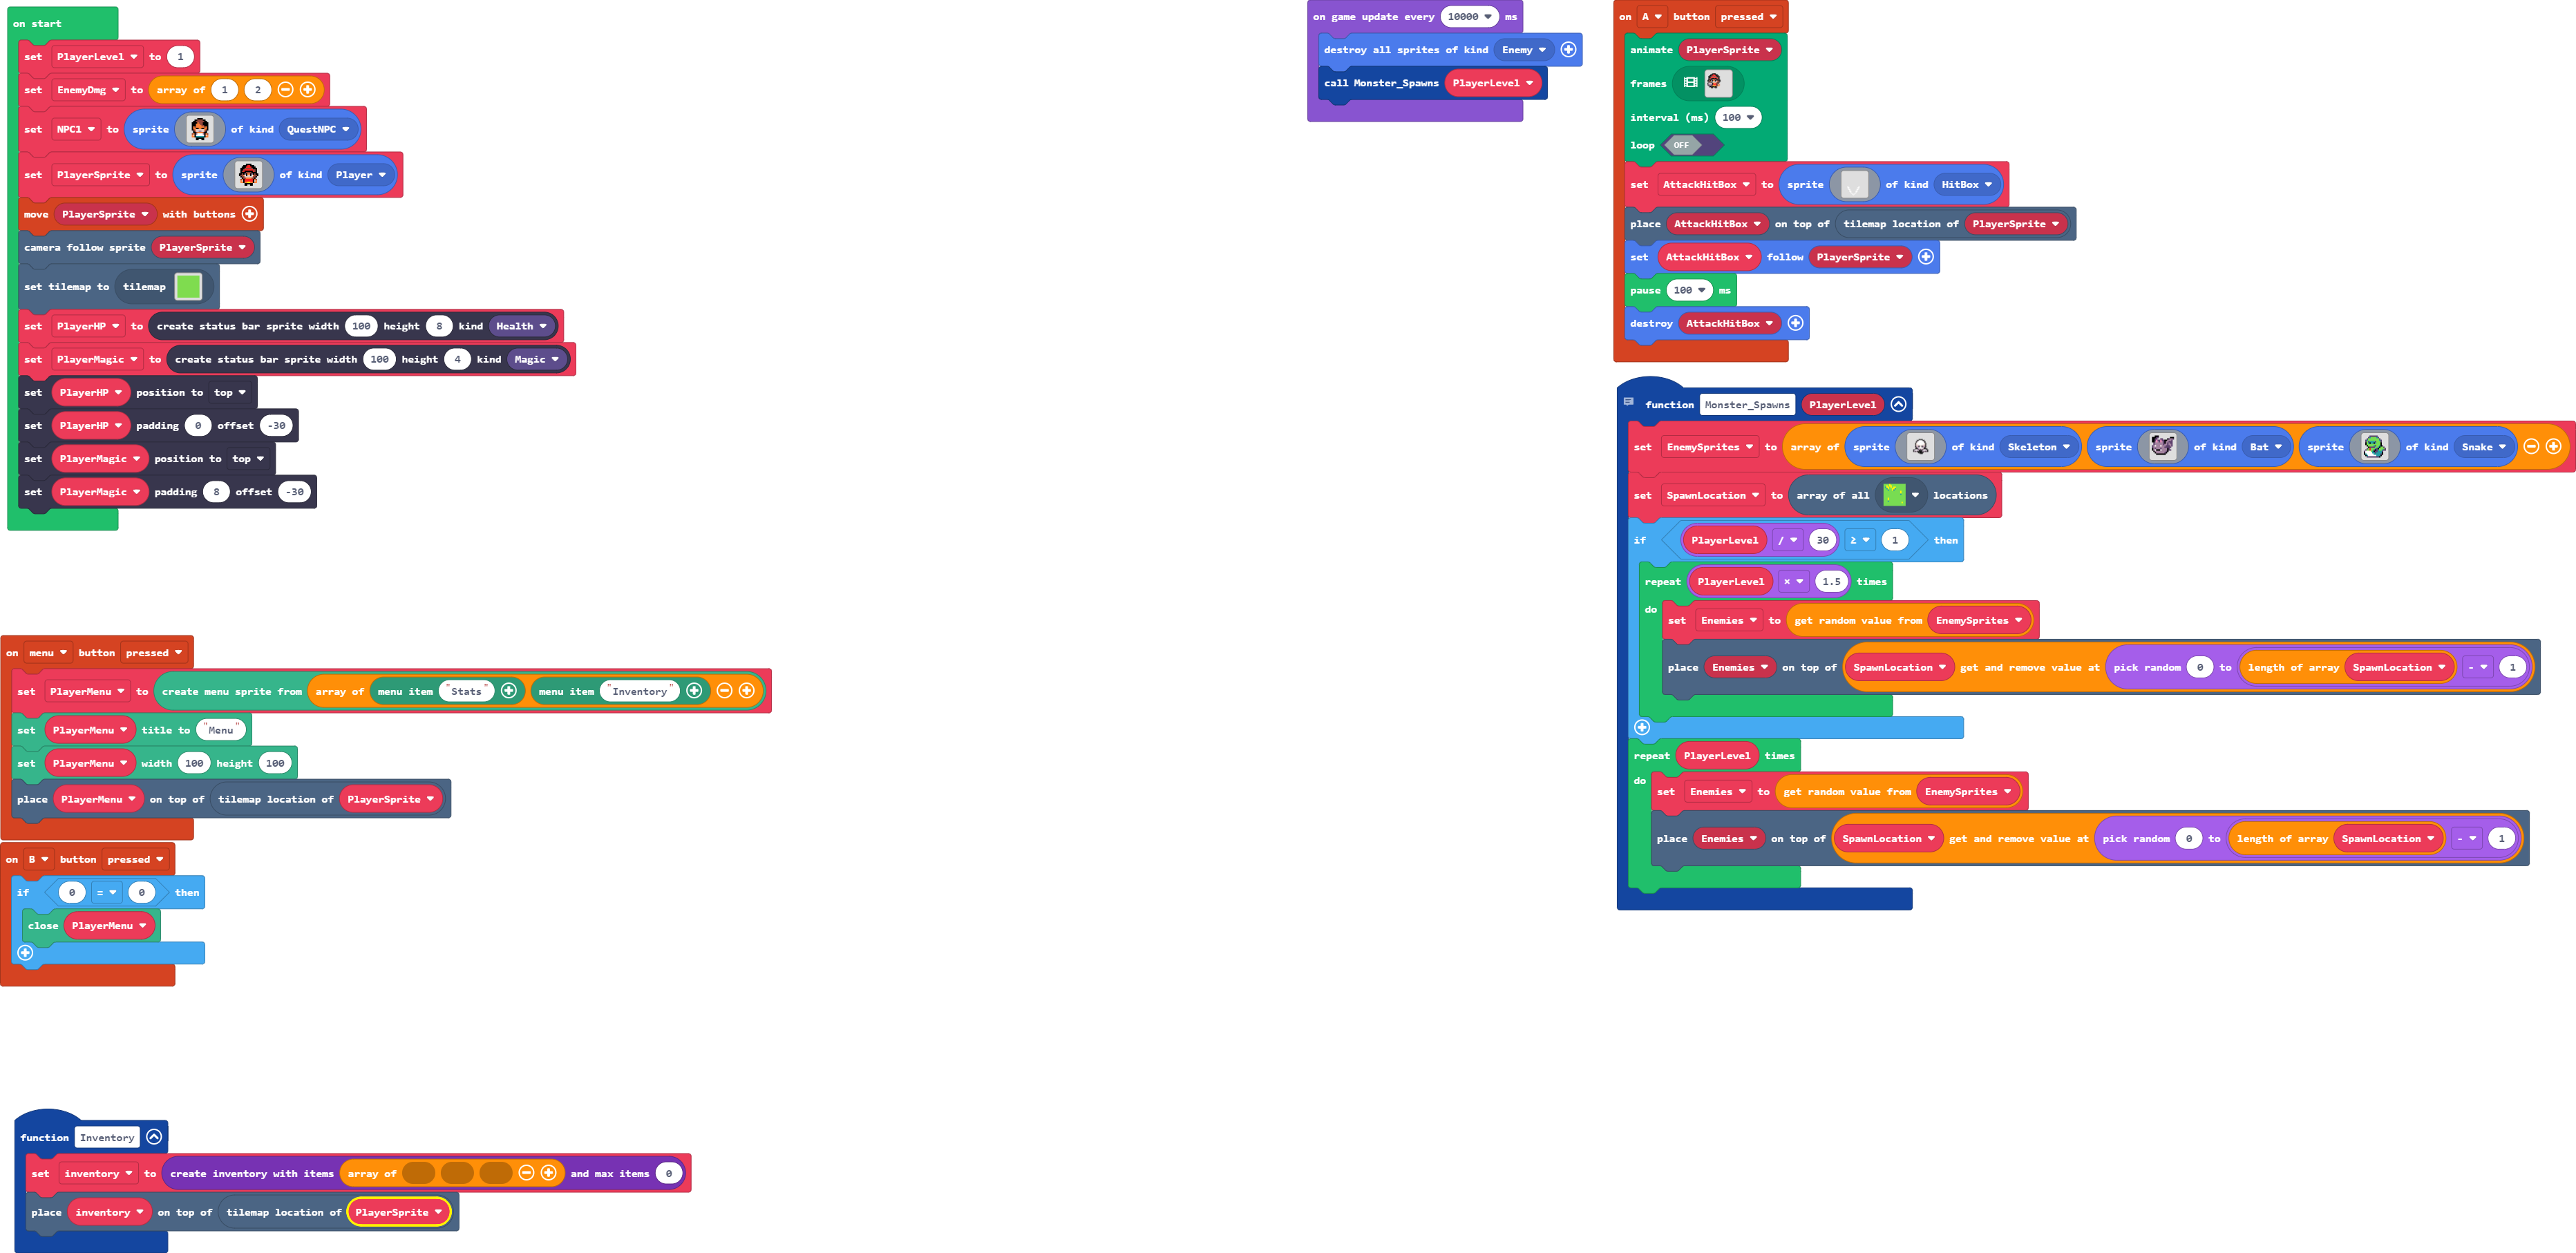 on start
set PlayerLevel to 1
set EnemyDmg to array of 1 2
set NPC1 to sprite of kind QuestNPC
set PlayerSprite to sprite of kind Player
move PlayerSprite with buttons
camera follow sprite PlayerSprite
set tilemap to tilemap
set PlayerHP to create status bar sprite width 100 height 8 kind Health
set PlayerMagic to create status bar sprite width 100 height 4 kind Magic
set PlayerHP position to top
set PlayerHP padding 0 offset -30
set PlayerMagic position to top
set PlayerMagic padding 8 offset -30
on menu button pressed
set PlayerMenu to create menu sprite from array of menu item "Stats" menu item "Inventory"
set PlayerMenu title to "Menu"
set PlayerMenu width 100 height 100
place PlayerMenu on top of tilemap location of PlayerSprite
on B button pressed
if 0 = 0 then
close PlayerMenu
function Inventory
set inventory to create inventory with items array of and max items 0
place inventory on top of tilemap location of PlayerSprite
on game update every 10000 ms
destroy all sprites of kind Enemy
call Monster_Spawns PlayerLevel
on A button pressed
animate PlayerSprite
frames
interval (ms) 100
loop OFF
set AttackHitBox to sprite of kind HitBox
place AttackHitBox on top of tilemap location of PlayerSprite
set AttackHitBox follow PlayerSprite
pause 100 ms
destroy AttackHitBox
function Monster_Spawns PlayerLevel
set EnemySprites to array of sprite of kind Skeleton sprite of kind Bat sprite of kind Snake
set SpawnLocation to array of all locations
if PlayerLevel / 30 ≥ 1 then
repeat PlayerLevel × 1.5 times
do
set Enemies to get random value from EnemySprites
place Enemies on top of SpawnLocation get and remove value at pick random 0 to length of array SpawnLocation - 1
repeat PlayerLevel times
do
set Enemies to get random value from EnemySprites
place Enemies on top of SpawnLocation get and remove value at pick random 0 to length of array SpawnLocation - 1